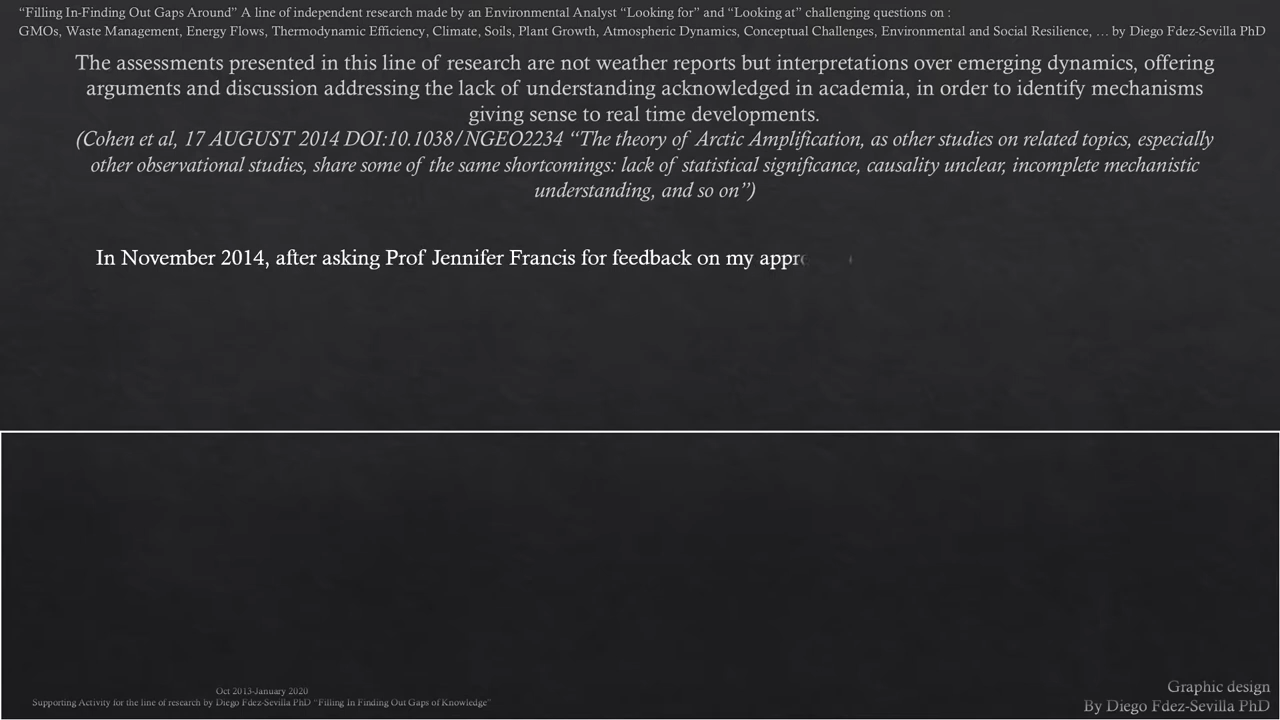 “Filling In-Finding Out Gaps Around” A line of independent research made by an Environmental Analyst “Looking for” and “Looking at” challenging questions on :
GMOs, Waste Management, Energy Flows, Thermodynamic Efficiency, Climate, Soils, Plant Growth, Atmospheric Dynamics, Conceptual Challenges, Environmental and Social Resilience, … by Diego Fdez-Sevilla PhD
The assessments presented in this line of research are not weather reports but interpretations over emerging dynamics, offering
arguments and discussion addressing the lack of understanding acknowledged in academia, in order to identify mechanisms
giving sense to real time developments.
(Cohen et al, 17 AUGUST 2014 DOI:10.1038/NGEO2234 “The theory of Arctic Amplification, as other studies on related topics, especially
other observational studies, share some of the same shortcomings: lack of statistical significance, causality unclear, incomplete mechanistic
understanding, and so on”)
In November 2014, after asking Prof Jennifer Francis for feedback on my
Oct 2013-January 2020
Supporting Activity for the line of research by Diego Fdez-Sevilla PhD “Filling In Finding Out Gaps of Knowledge”
Graphic design
By Diego Fdez-Sevilla PhD